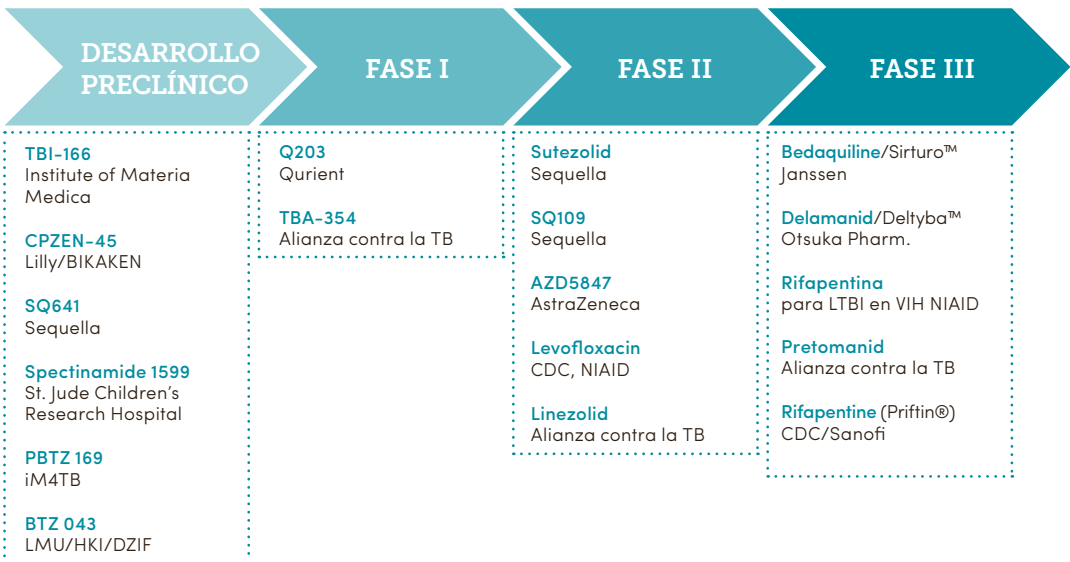 DESARROLLO
PRECLÍNICO
FASE I
FASE II
FASE III
TBI-166
Institute of Materia
Medica
CPZEN-45
Lilly/BIKAKEN
SQ641
Sequella
Spectinamide 1599
St. Jude Children's
Research Hospital
PBTZ 169
iM4TB
BTZ 043
LMU/HKI/DZIF
Q203
Qurient
TBA-354
Alianza contra la TB
Sutezolid
Sequella
SQ109
Sequella
AZD5847
AstraZeneca
Levofloxacin
CDC, NIAID
Linezolid
Alianza contra la TB
Bedaquiline/Sirturo™
Janssen
Delamanid/Deltyba™
Otsuka Pharm.
Rifapentina
para LTBI en VIH NIAID
Pretomanid
Alianza contra la TB
Rifapentine (Priftin®)
CDC/Sanofi